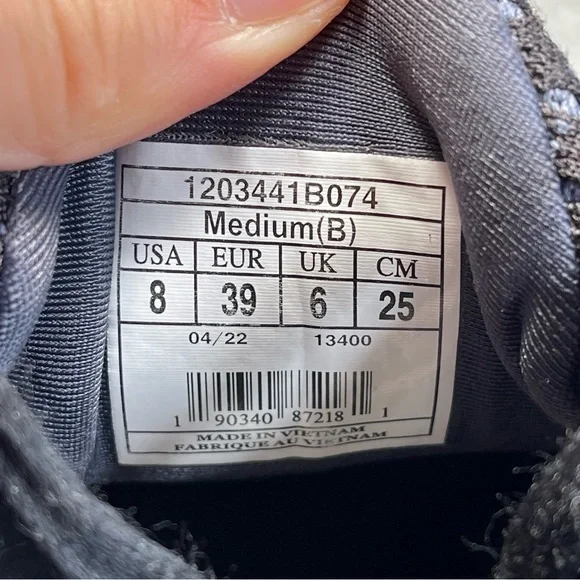 1203441B074
Medium(B)
USA EUR UK CM
8 39 6 25
04/22 13400
1 90340 87218 1
MADE IN VIETNAM
FABRIQUE AU VIETNAM